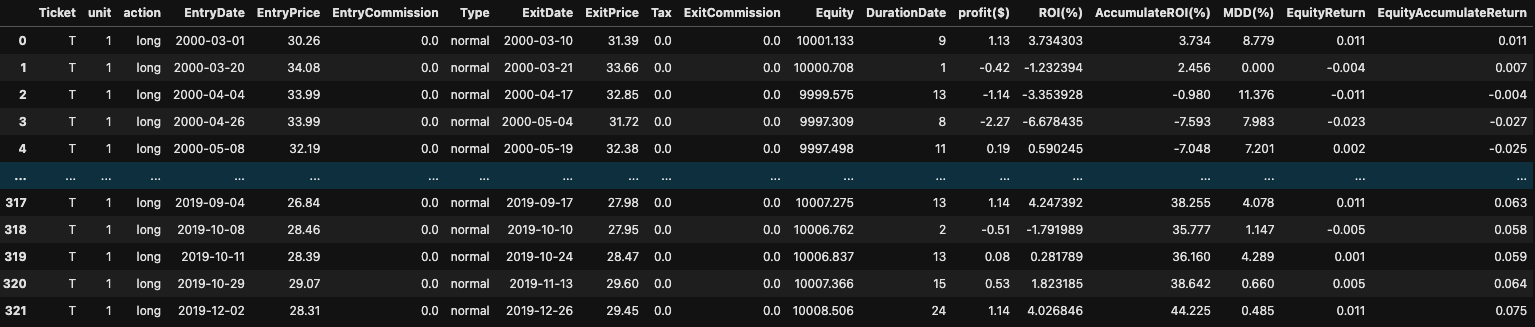 Ticket unit action EntryDate EntryPrice EntryCommission Type ExitDate ExitPrice Tax ExitCommission Equity DurationDate profit($) ROI(%) AccumulateROI(%) MDD(%) EquityReturn EquityAccumulateReturn
0 T 1 long 2000-03-01 30.26 0.0 normal 2000-03-10 31.39 0.0 0.0 10001.133 9 1.13 3.734303 3.734 8.779 0.011 0.011
1 T 1 long 2000-03-20 34.08 0.0 normal 2000-03-21 33.66 0.0 0.0 10000.708 1 -0.42 -1.232394 2.456 0.000 -0.004 0.007
2 T 1 long 2000-04-04 33.99 0.0 normal 2000-04-17 32.85 0.0 0.0 9999.575 13 -1.14 -3.353928 -0.980 11.376 -0.011 -0.004
3 T 1 long 2000-04-26 33.99 0.0 normal 2000-05-04 31.72 0.0 0.0 9997.309 8 -2.27 -6.678435 -7.593 7.983 -0.023 -0.027
4 T 1 long 2000-05-08 32.19 0.0 normal 2000-05-19 32.38 0.0 0.0 9997.498 11 0.19 0.590245 -7.048 7.201 0.002 -0.025
... ... ... ... ... ... ... ... ... ... ... ... ... ... ... ... ... ... ... ...
317 T 1 long 2019-09-04 26.84 0.0 normal 2019-09-17 27.98 0.0 0.0 10007.275 13 1.14 4.247392 38.255 4.078 0.011 0.063
318 T 1 long 2019-10-08 28.46 0.0 normal 2019-10-10 27.95 0.0 0.0 10006.762 2 -0.51 -1.791989 35.777 1.147 -0.005 0.058
319 T 1 long 2019-10-11 28.39 0.0 normal 2019-10-24 28.47 0.0 0.0 10006.837 13 0.08 0.281789 36.160 4.289 0.001 0.059
320 T 1 long 2019-10-29 29.07 0.0 normal 2019-11-13 29.60 0.0 0.0 10007.366 15 0.53 1.823185 38.642 0.660 0.005 0.064
321 T 1 long 2019-12-02 28.31 0.0 normal 2019-12-26 29.45 0.0 0.0 10008.506 24 1.14 4.026846 44.225 0.485 0.011 0.075